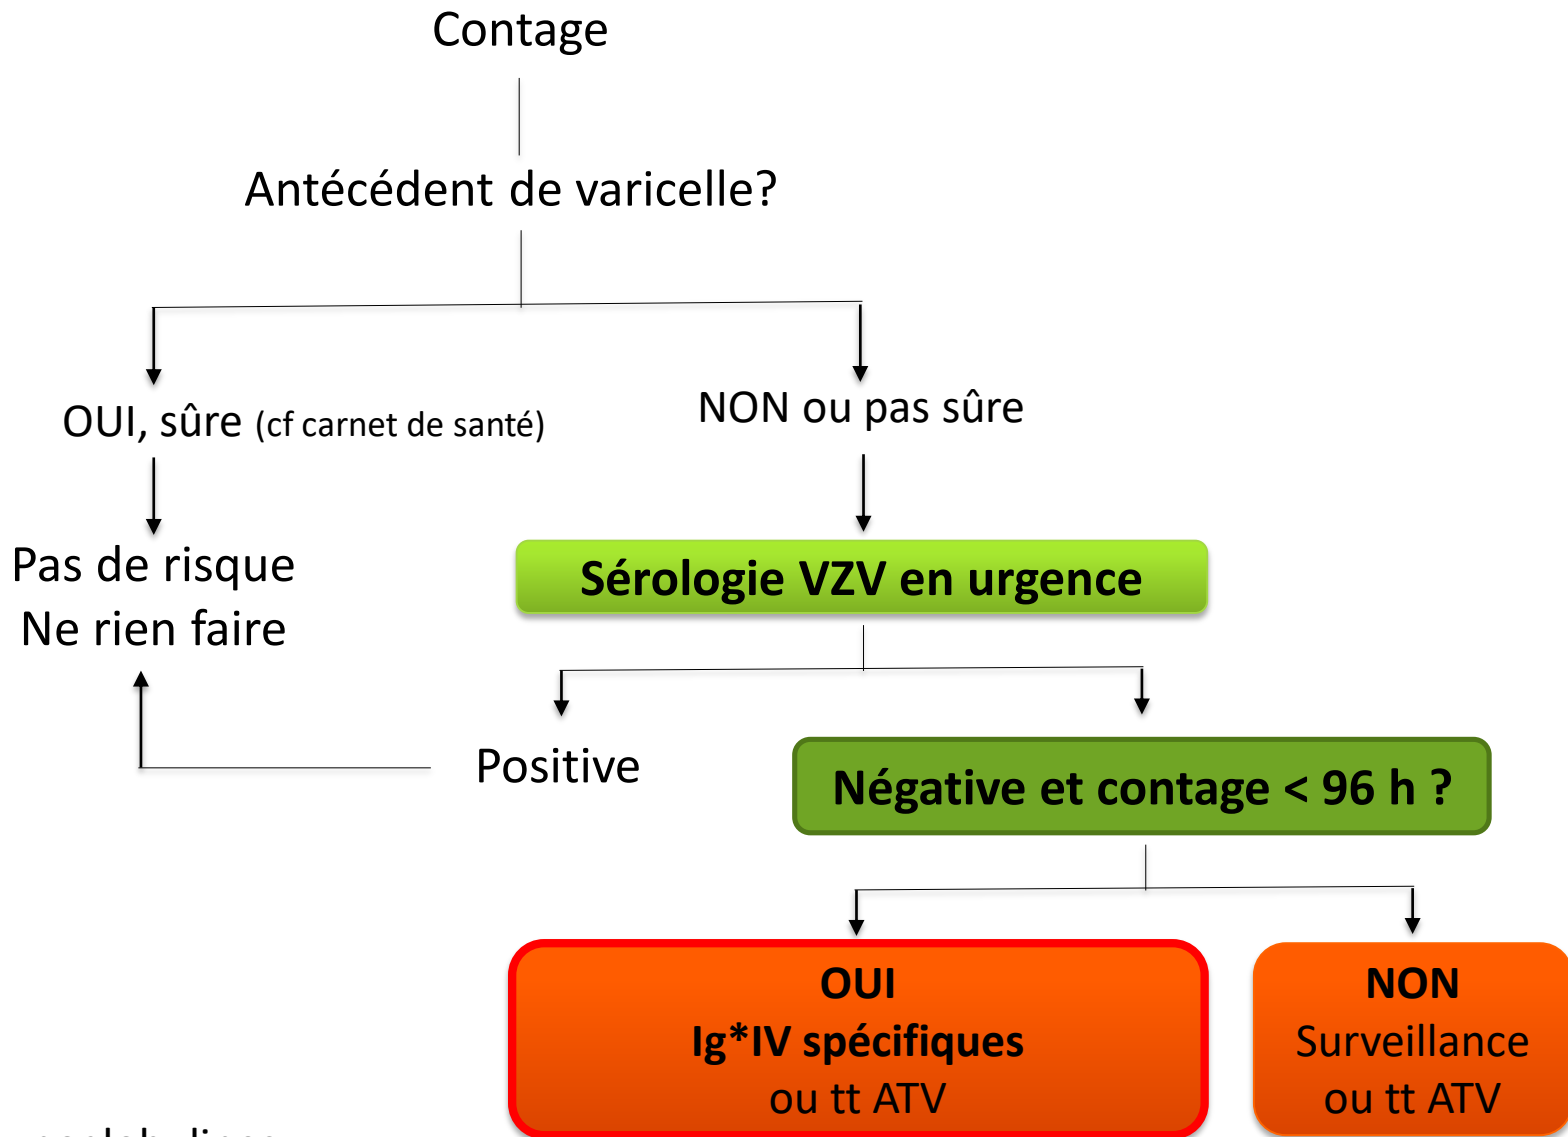 Contage
Antécédent de varicelle?
OUI, sûre (cf carnet de santé)
NON ou pas sûre
Pas de risque
Ne rien faire
Sérologie VZV en urgence
Positive
Négative et contage < 96 h ?
OUI
Ig*IV spécifiques
ou tt ATV
NON
Surveillance
ou tt ATV